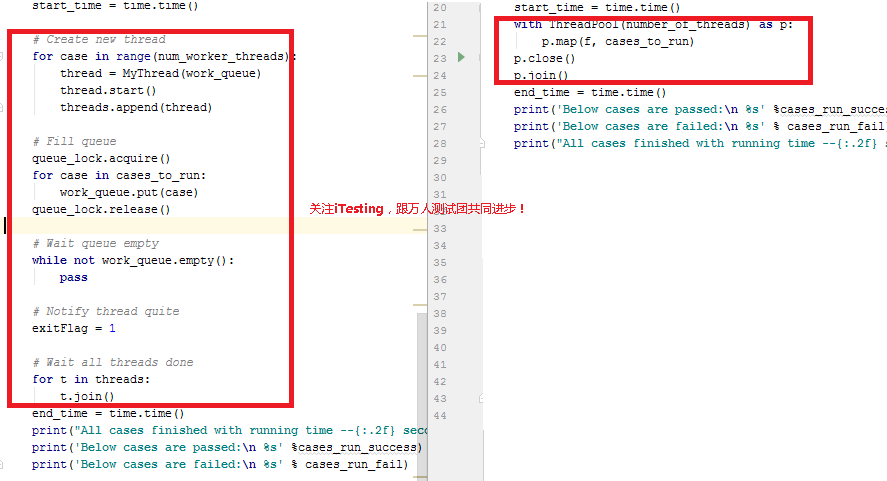 start_time = time.time()
# Create new thread
for case in range(num_worker_threads):
thread = MyThread(work_queue)
thread.start()
threads.append(thread)
# Fill queue
queue_lock.acquire()
for case in cases_to_run:
work_queue.put(case)
queue_lock.release()
# Wait queue empty
while not work_queue.empty():
pass
# Notify thread quite
exitFlag = 1
# Wait all threads done
for t in threads:
t.join()
end_time = time.time()
print("All cases finished with running time --{:.2f} seco
print('Below cases are passed:\n %s' %cases_run_success)
print('Below cases are failed:\n %s' % cases_run_fail)
关注iTesting，跟万人测试团共同进步！
20 start_time = time.time()
21 with ThreadPool(number_of_threads) as p:
22 p.map(f, cases_to_run)
23 p.close()
24 p.join()
25 end_time = time.time()
26 print('Below cases are passed:\n %s' %cases_run_succes
27 print('Below cases are failed:\n %s' % cases_run_fail)
28 print("All cases finished with running time --{:.2f} s
29
30
31
32
33
34
35
36
37
38
39
40
41
42
43
44